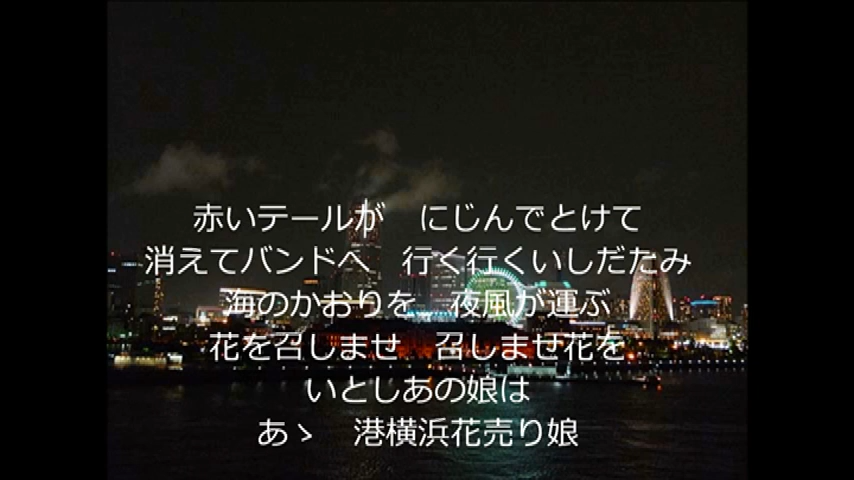 赤いテールが　にじんでとけて
消えてバンドへ　行く行くいしだたみ
海のかおりを　夜風が運ぶ
花を召しませ　召しませ花を
いとしあの娘は
あゝ　港横浜花売り娘